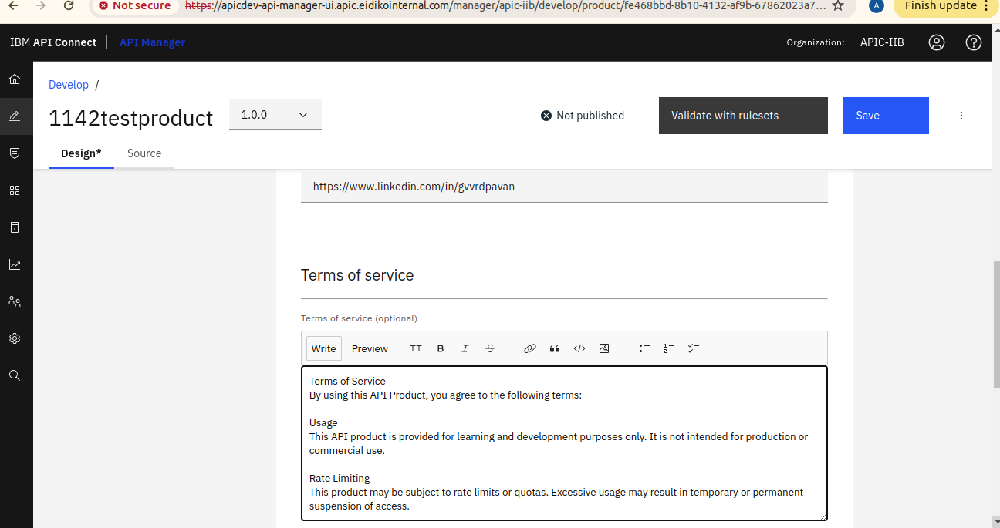 Not secure
https://apicdev-api-manager-ui.apic.eidikointernal.com/manager/apic-iib/develop/product/fe468bbd-8b10-4132-af9b-67862023a7...
A
Finish update
IBM API Connect
API Manager
Organization:
APIC-IIB
Develop /
1142testproduct
1.0.0
Not published
Validate with rulesets
Save
Design*
Source
https://www.linkedin.com/in/gvvrdpavan
Terms of service
Terms of service (optional)
Write
Preview
TT
B
I
S
Terms of Service
By using this API Product, you agree to the following terms:
Usage
This API product is provided for learning and development purposes only. It is not intended for production or
commercial use.
Rate Limiting
This product may be subject to rate limits or quotas. Excessive usage may result in temporary or permanent
suspension of access.